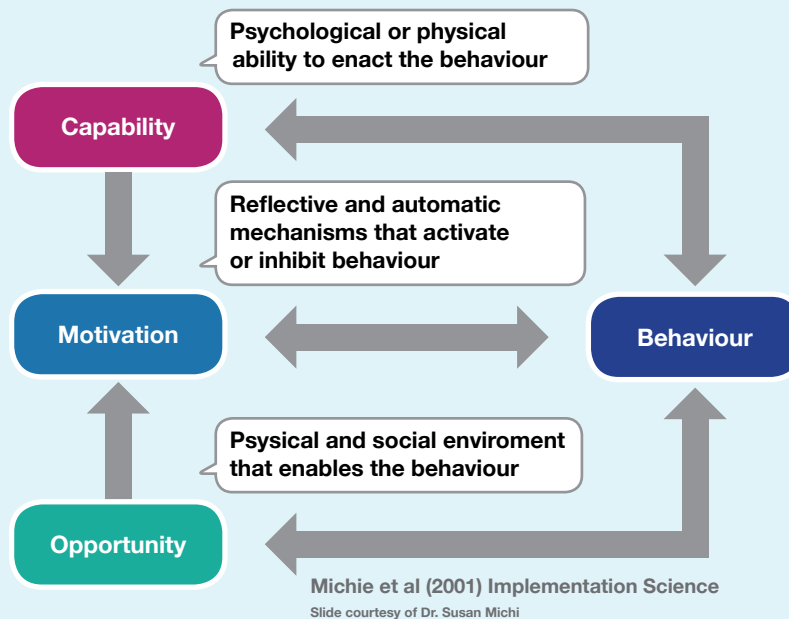 Psychological or physical
ability to enact the behaviour
Capability
Reflective and automatic
mechanisms that activate
or inhibit behaviour
Motivation
Behaviour
Psysical and social enviroment
that enables the behaviour
Opportunity
Michie et al (2001) Implementation Science
Slide courtesy of Dr. Susan Michi